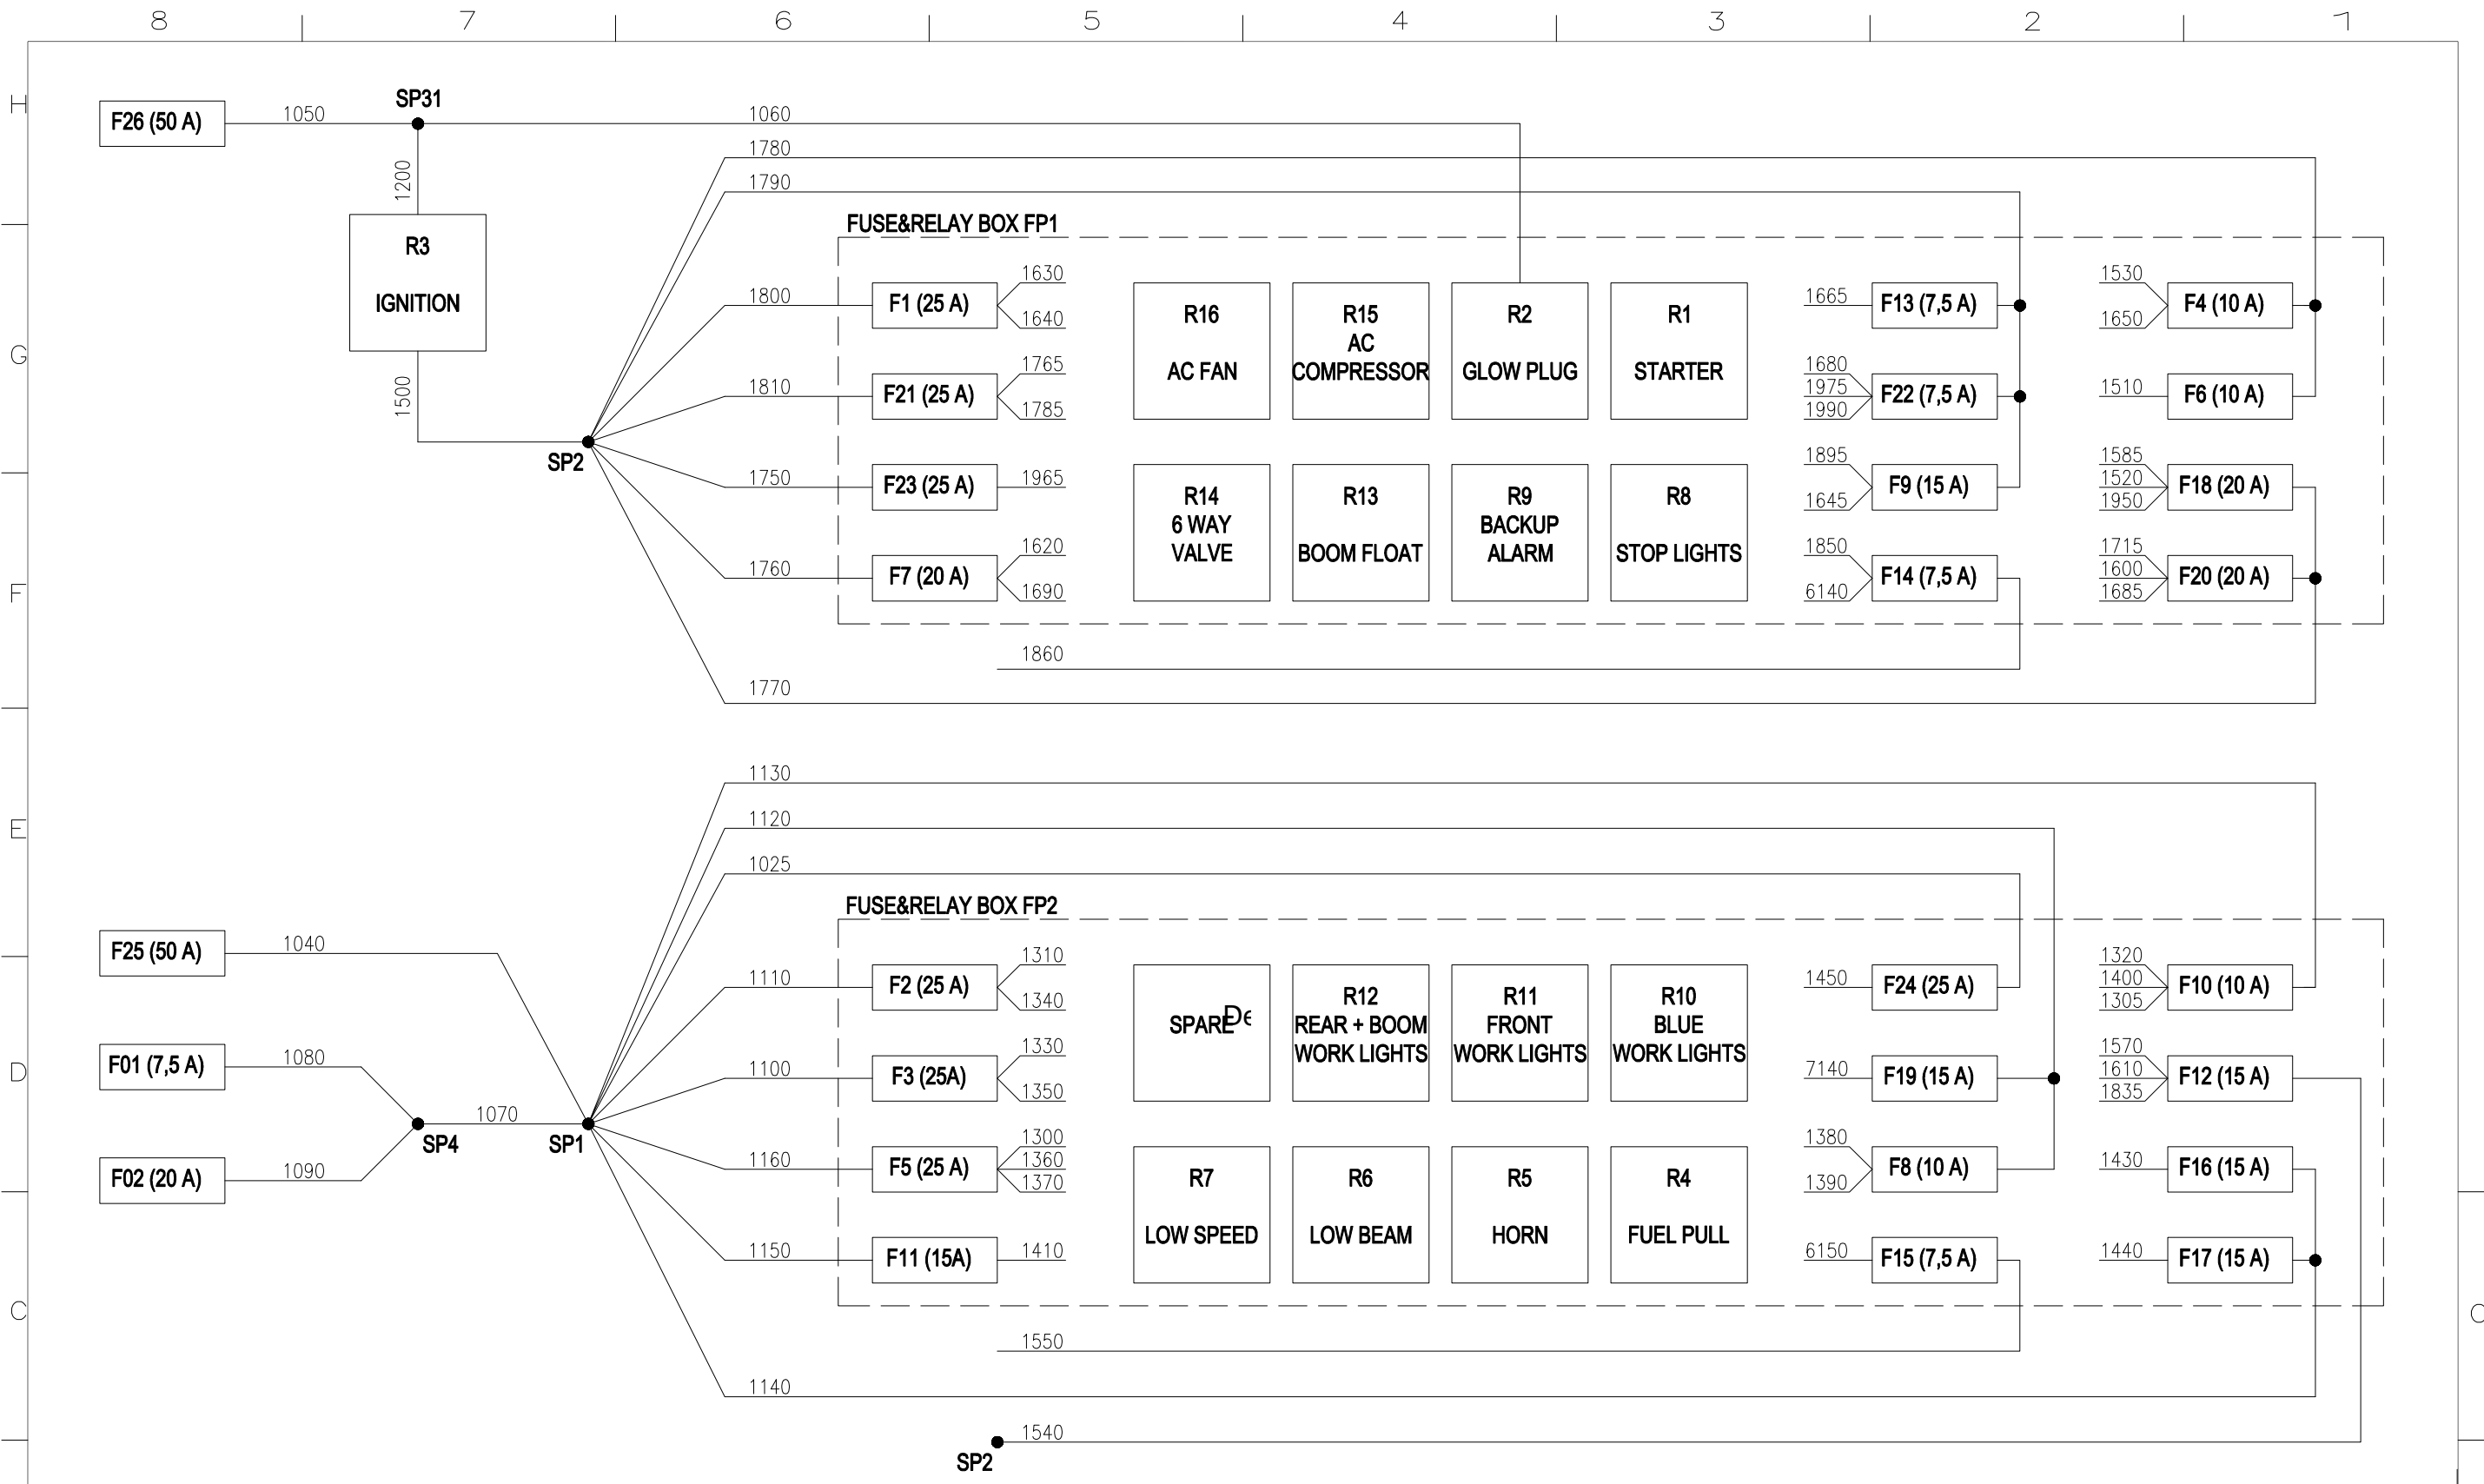 8 7 6 5 4 3 2 1
H
G
F
E
D
C
C
F26 (50 A)
1050
SP31
1060
1200
R3
IGNITION
1500
SP2
1780
1790
1800
1810
1750
1760
1860
1770
FUSE&RELAY BOX FP1
F1 (25 A)
1630
1640
F21 (25 A)
1765
1785
F23 (25 A)
1965
F7 (20 A)
1620
1690
R16
AC FAN
R15
AC
COMPRESSOR
R2
GLOW PLUG
R1
STARTER
R14
6 WAY
VALVE
R13
BOOM FLOAT
R9
BACKUP
ALARM
R8
STOP LIGHTS
1665
F13 (7,5 A)
1680
1975
1990
F22 (7,5 A)
1895
1645
F9 (15 A)
1850
6140
F14 (7,5 A)
1530
1650
F4 (10 A)
1510
F6 (10 A)
1585
1520
1950
F18 (20 A)
1715
1600
1685
F20 (20 A)
F25 (50 A)
1040
F01 (7,5 A)
1080
F02 (20 A)
1090
SP4
1070
SP1
1130
1120
1025
1110
1100
1160
1150
1550
1140
1540
SP2
FUSE&RELAY BOX FP2
F2 (25 A)
1310
1340
F3 (25A)
1330
1350
F5 (25 A)
1300
1360
1370
F11 (15A)
1410
SPARE
De
R12
REAR + BOOM
WORK LIGHTS
R11
FRONT
WORK LIGHTS
R10
BLUE
WORK LIGHTS
R7
LOW SPEED
R6
LOW BEAM
R5
HORN
R4
FUEL PULL
1450
F24 (25 A)
7140
F19 (15 A)
1380
1390
F8 (10 A)
6150
F15 (7,5 A)
1320
1400
1305
F10 (10 A)
1570
1610
1835
F12 (15 A)
1430
F16 (15 A)
1440
F17 (15 A)